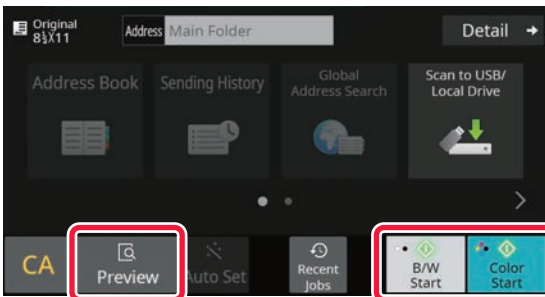 Original
8½X11
Address Main Folder
Detail
Address Book
Sending History
Global
Address Search
Scan to USB/
Local Drive
CA
Preview
Auto Set
Recent
Jobs
B/W
Start
Color
Start